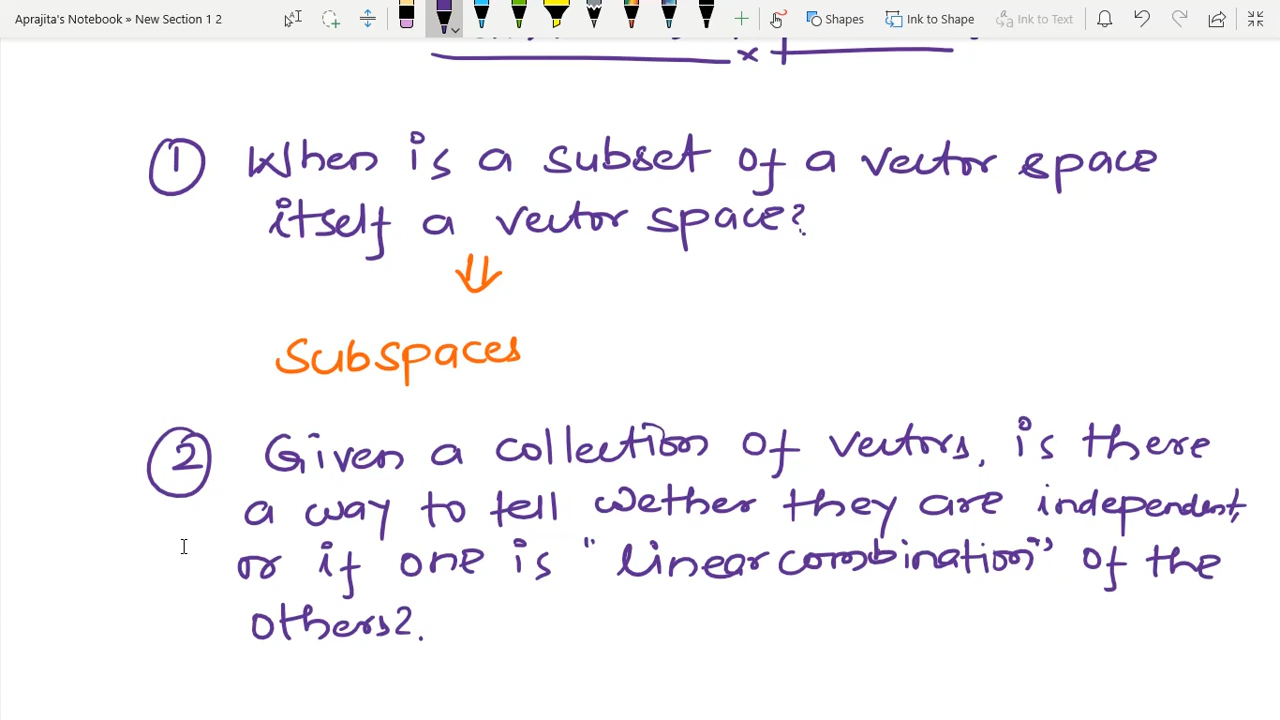 Aprajita's Notebook » New Section 1 2
Shapes
Ink to Shape
Ink to Text
① When is a subset of a vector space
itself a vector space?
⇓
Subspaces
② Given a collection of vectors, is there
a way to tell wether they are independent,
or if one is "linear combination" of the
others?.